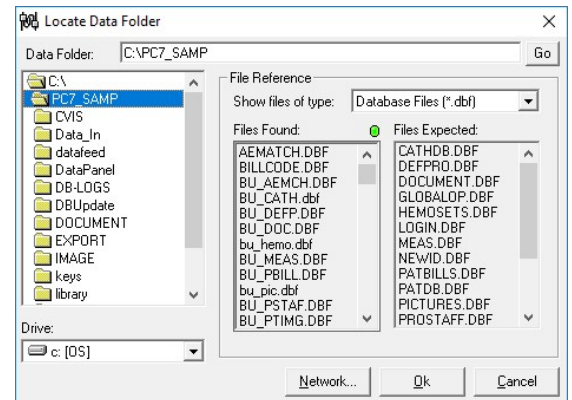 Locate Data Folder
Data Folder: C:\PC7_SAMP Go
C:\
PC7_SAMP
CVIS
Data_In
datafeed
DataPanel
DB-LOGS
DBUpdate
DOCUMENT
EXPORT
IMAGE
keys
library
Drive:
c: [OS]
File Reference
Show files of type: Database Files (*.dbf)
Files Found:
AEMATCH.DBF
BILLCODE.DBF
BU_AEMCH.DBF
BU_CATH.dbf
BU_DEFP.DBF
BU_DOC.DBF
bu_hemo.dbf
BU_MEAS.DBF
BU_PBILL.DBF
bu_pic.dbf
BU_PSTAF.DBF
BU_PTIMG.DBF
Files Expected:
CATHDB.DBF
DEFPRO.DBF
DOCUMENT.DBF
GLOBALOP.DBF
HEMOSETS.DBF
LOGIN.DBF
MEAS.DBF
NEWID.DBF
PATBILLS.DBF
PATDB.DBF
PICTURES.DBF
PROSTAFF.DBF
Network... Ok Cancel